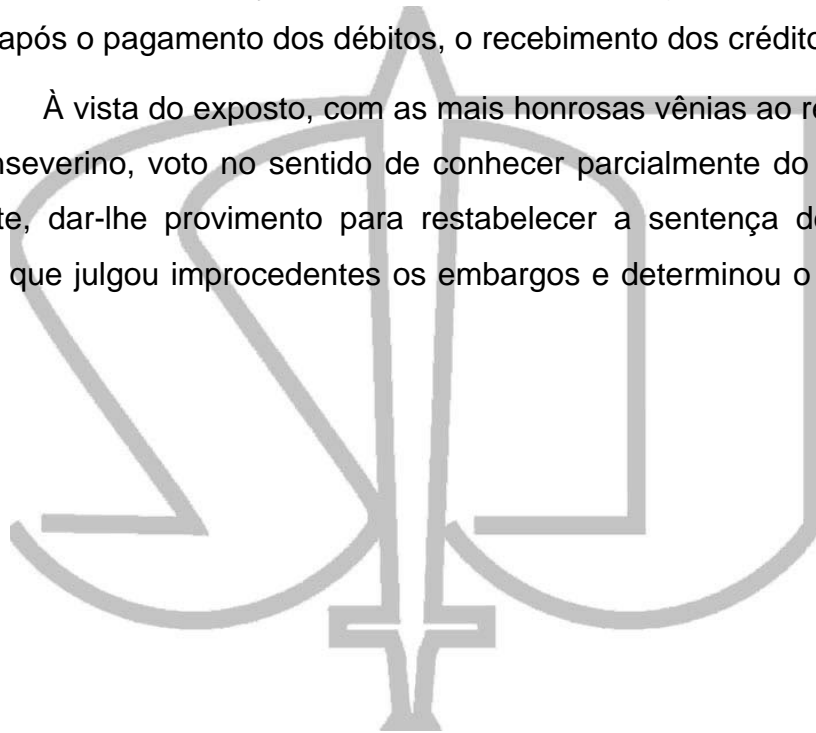 após o pagamento dos débitos, o recebimento dos crédito
À vista do exposto, com as mais honrosas vênias ao re
nseverino, voto no sentido de conhecer parcialmente do
te, dar-lhe provimento para restabelecer a sentença de
que julgou improcedentes os embargos e determinou o